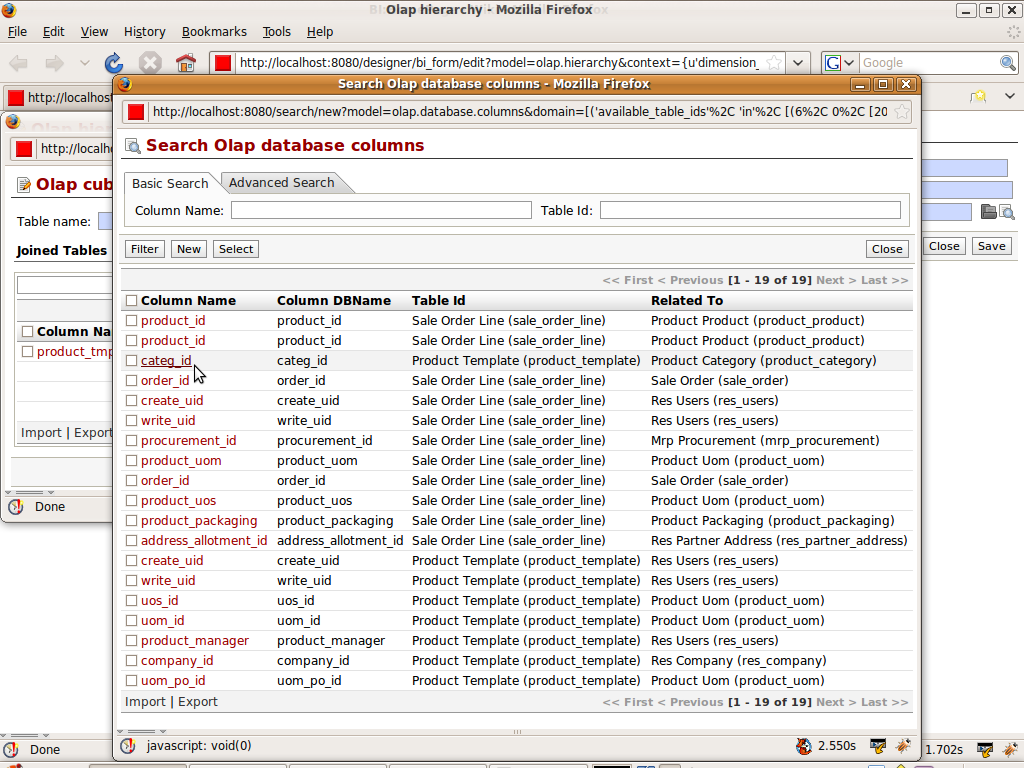 Olap hierarchy - Mozilla Firefox
File Edit View History Bookmarks Tools Help
http://localhost:8080/designer/bi_form/edit?model=olap.hierarchy&context={u'dimension_
Google
http://localhost
Search Olap database columns - Mozilla Firefox
http://localhost:8080/search/new?model=olap.database.columns&domain=[('available_table_ids'%2C 'in'%2C [(6%2C 0%2C [20
Olap hier
http://localh
Olap cub
Table name:
Joined Tables
Column Na
product_tmp
Import | Export
Done
Close Save
Search Olap database columns
Basic Search Advanced Search
Column Name: Table Id:
Filter New Select Close
<< First < Previous [1 - 19 of 19] Next > Last >>
Column Name Column DBName Table Id Related To
product_id product_id Sale Order Line (sale_order_line) Product Product (product_product)
product_id product_id Sale Order Line (sale_order_line) Product Product (product_product)
categ_id categ_id Product Template (product_template) Product Category (product_category)
order_id order_id Sale Order Line (sale_order_line) Sale Order (sale_order)
create_uid create_uid Sale Order Line (sale_order_line) Res Users (res_users)
write_uid write_uid Sale Order Line (sale_order_line) Res Users (res_users)
procurement_id procurement_id Sale Order Line (sale_order_line) Mrp Procurement (mrp_procurement)
product_uom product_uom Sale Order Line (sale_order_line) Product Uom (product_uom)
order_id order_id Sale Order Line (sale_order_line) Sale Order (sale_order)
product_uos product_uos Sale Order Line (sale_order_line) Product Uom (product_uom)
product_packaging product_packaging Sale Order Line (sale_order_line) Product Packaging (product_packaging)
address_allotment_id address_allotment_id Sale Order Line (sale_order_line) Res Partner Address (res_partner_address)
create_uid create_uid Product Template (product_template) Res Users (res_users)
write_uid write_uid Product Template (product_template) Res Users (res_users)
uos_id uos_id Product Template (product_template) Product Uom (product_uom)
uom_id uom_id Product Template (product_template) Product Uom (product_uom)
product_manager product_manager Product Template (product_template) Res Users (res_users)
company_id company_id Product Template (product_template) Res Company (res_company)
uom_po_id uom_po_id Product Template (product_template) Product Uom (product_uom)
Import | Export << First < Previous [1 - 19 of 19] Next > Last >>
javascript: void(0) 2.550s
Done 1.702s